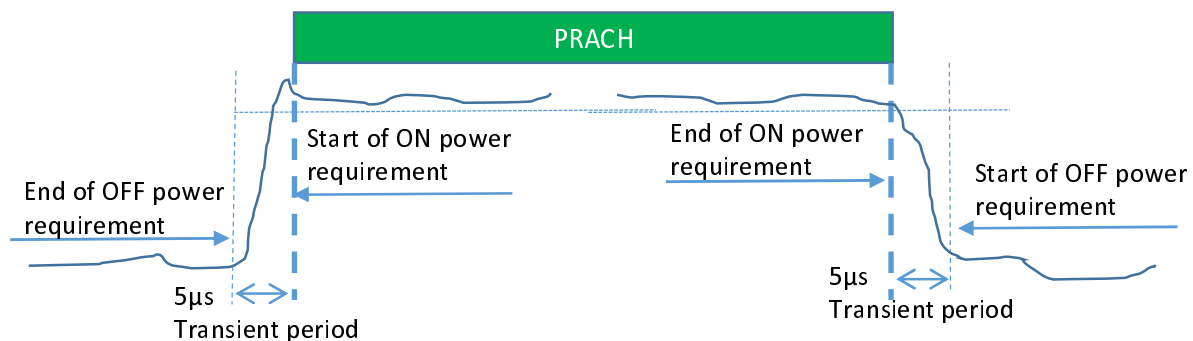 PRACH
Start of ON power
requirement
End of ON power
requirement
End of OFF power
requirement
Start of OFF power
requirement
5µs
Transient period
5µs
Transient period